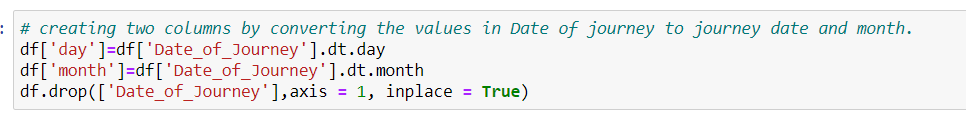 :
# creating two columns by converting the values in Date of journey to journey date and month.
df['day']=df['Date_of_Journey'].dt.day
df['month']=df['Date_of_Journey'].dt.month
df.drop(['Date_of_Journey'],axis = 1, inplace = True)